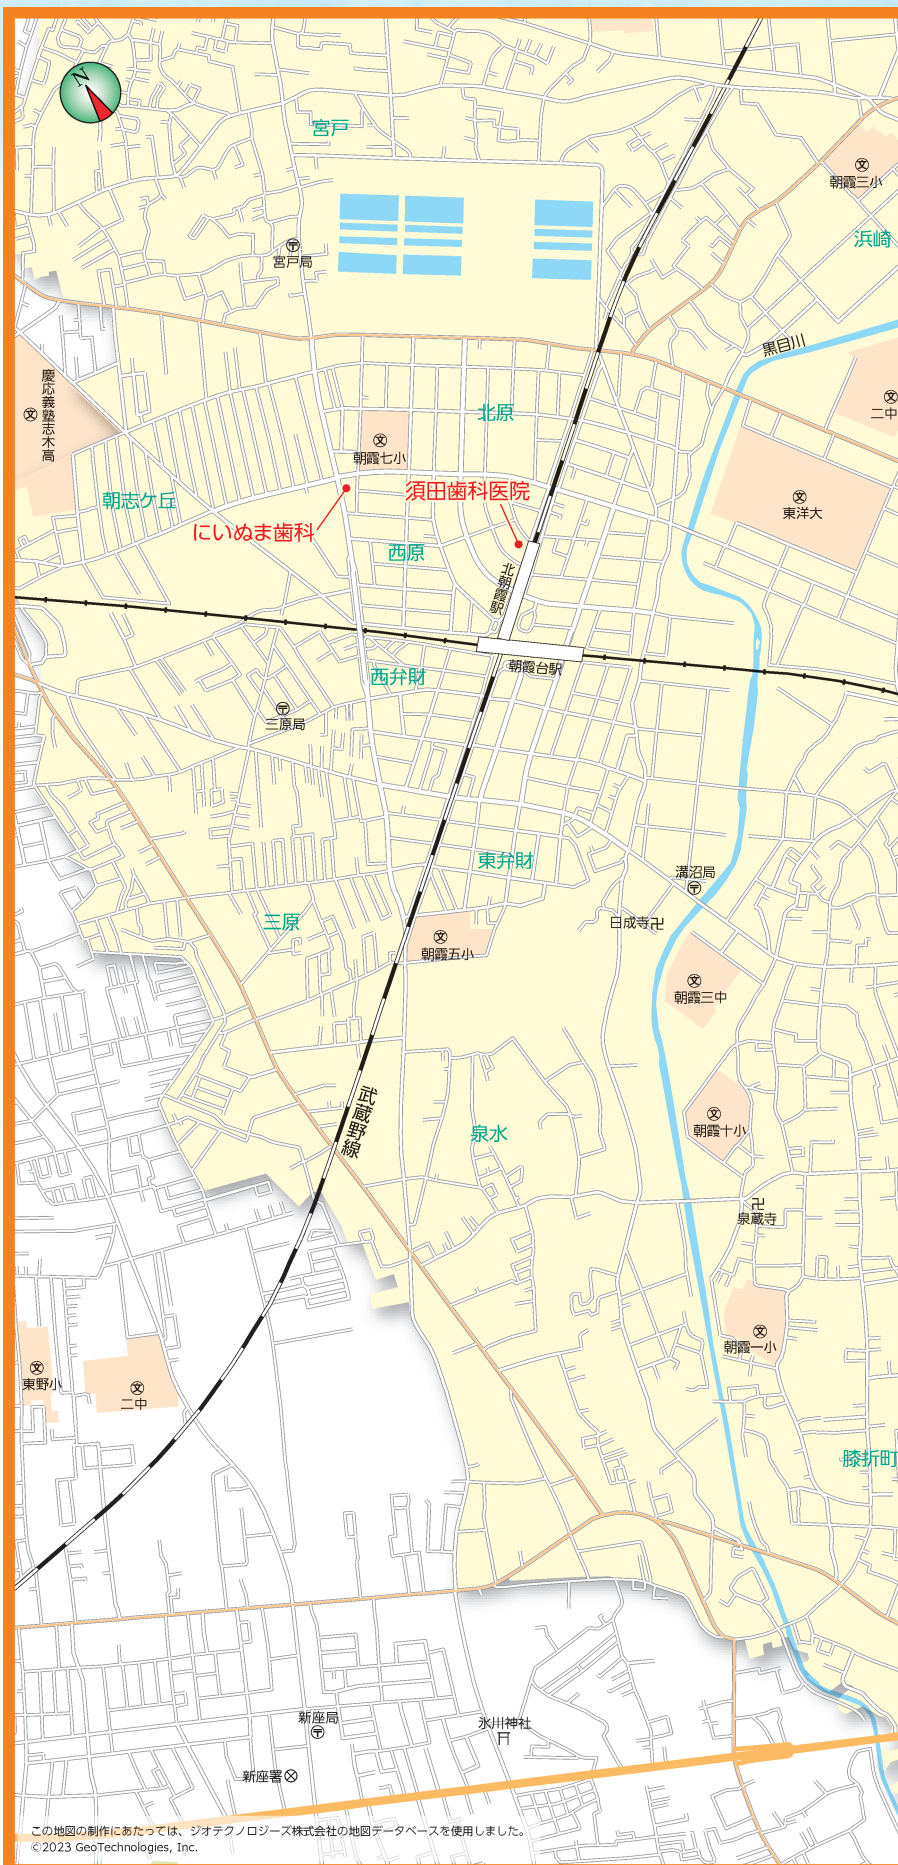 N
宮戸
朝霞三小
浜崎
宮戸局
黒目川
慶応義塾志木高
二中
北原
朝霞七小
朝志ケ丘
須田歯科医院
東洋大
にいぬま歯科
西原
北朝霞駅
朝霞台駅
西弁財
三原局
東弁財
溝沼局
三原
日成寺
朝霞五小
朝霞三中
武蔵野線
泉水
朝霞十小
泉蔵寺
朝霞一小
東野小
二中
膝折町
新座局
氷川神社
新座署
この地図の制作にあたっては、ジオテクノロジーズ株式会社の地図データベースを使用しました。
©2023 GeoTechnologies, Inc.